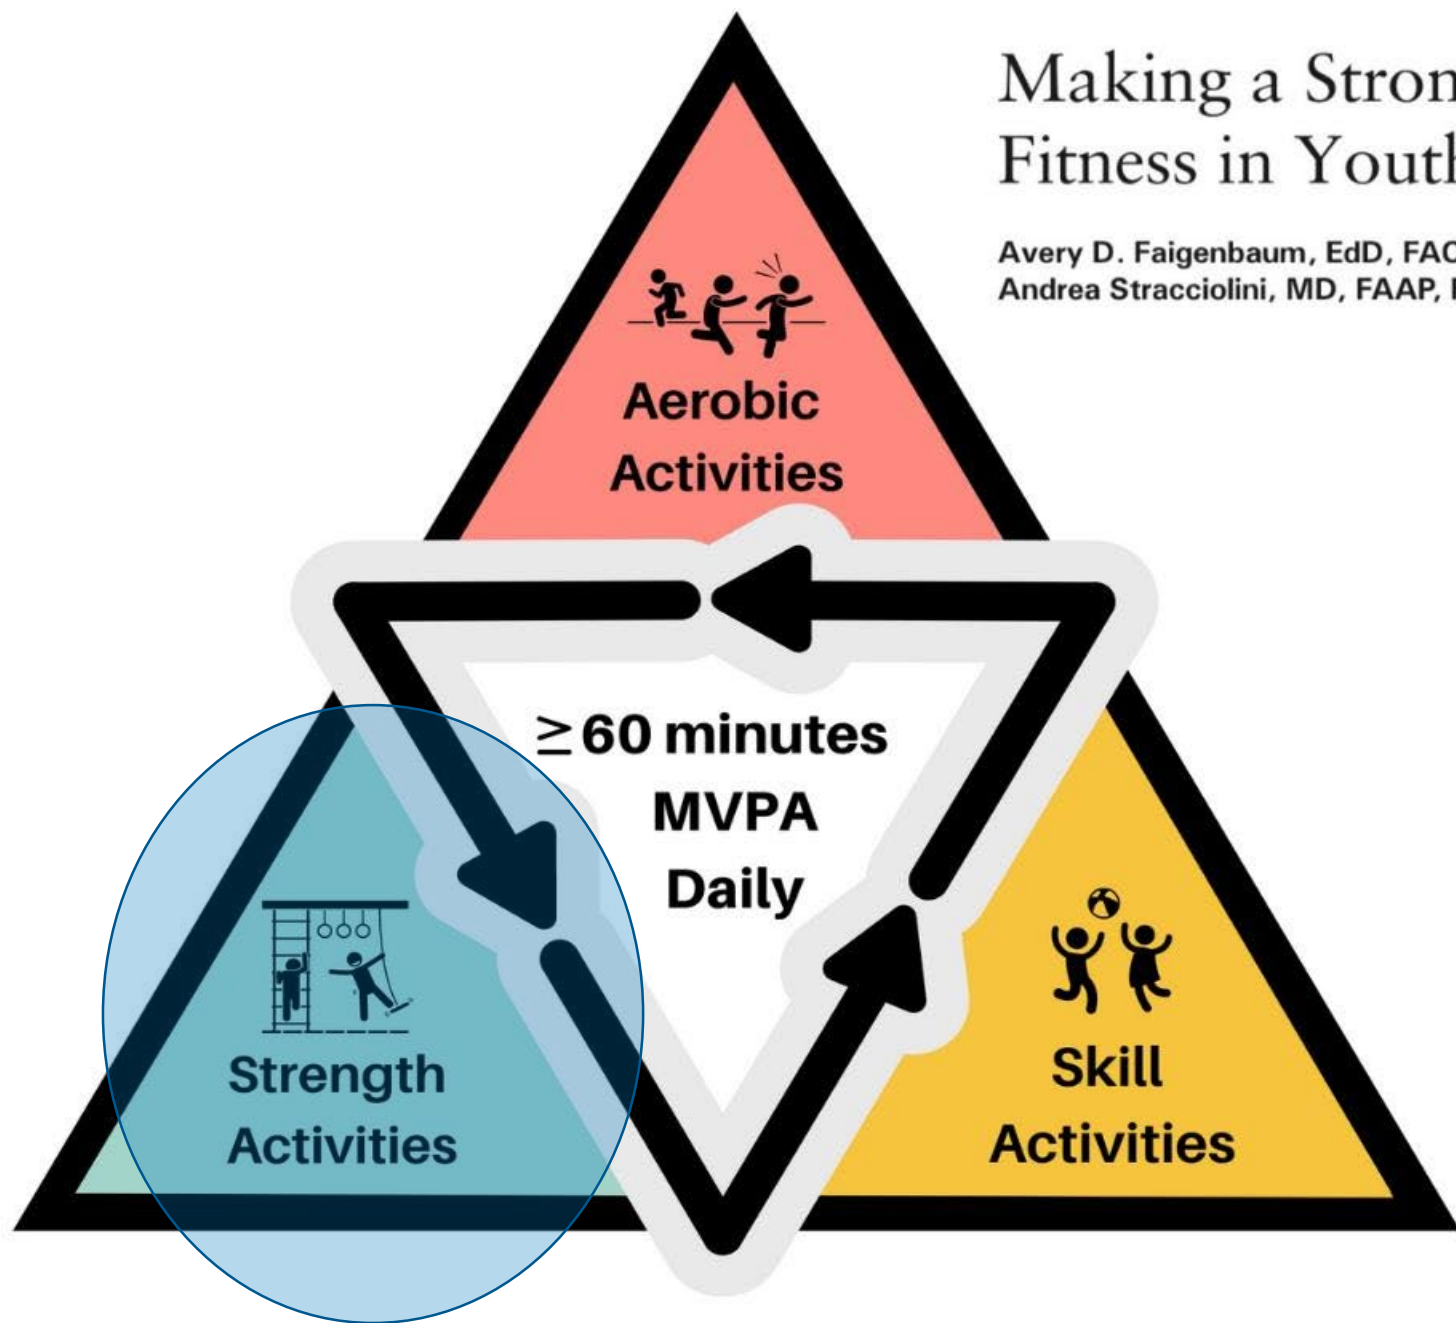 Making a Stron
Fitness in Youth
Avery D. Faigenbaum, EdD, FAC
Andrea Stracciolini, MD, FAAP,
Aerobic
Activities
≥60 minutes
MVPA
Daily
Strength
Activities
Skill
Activities